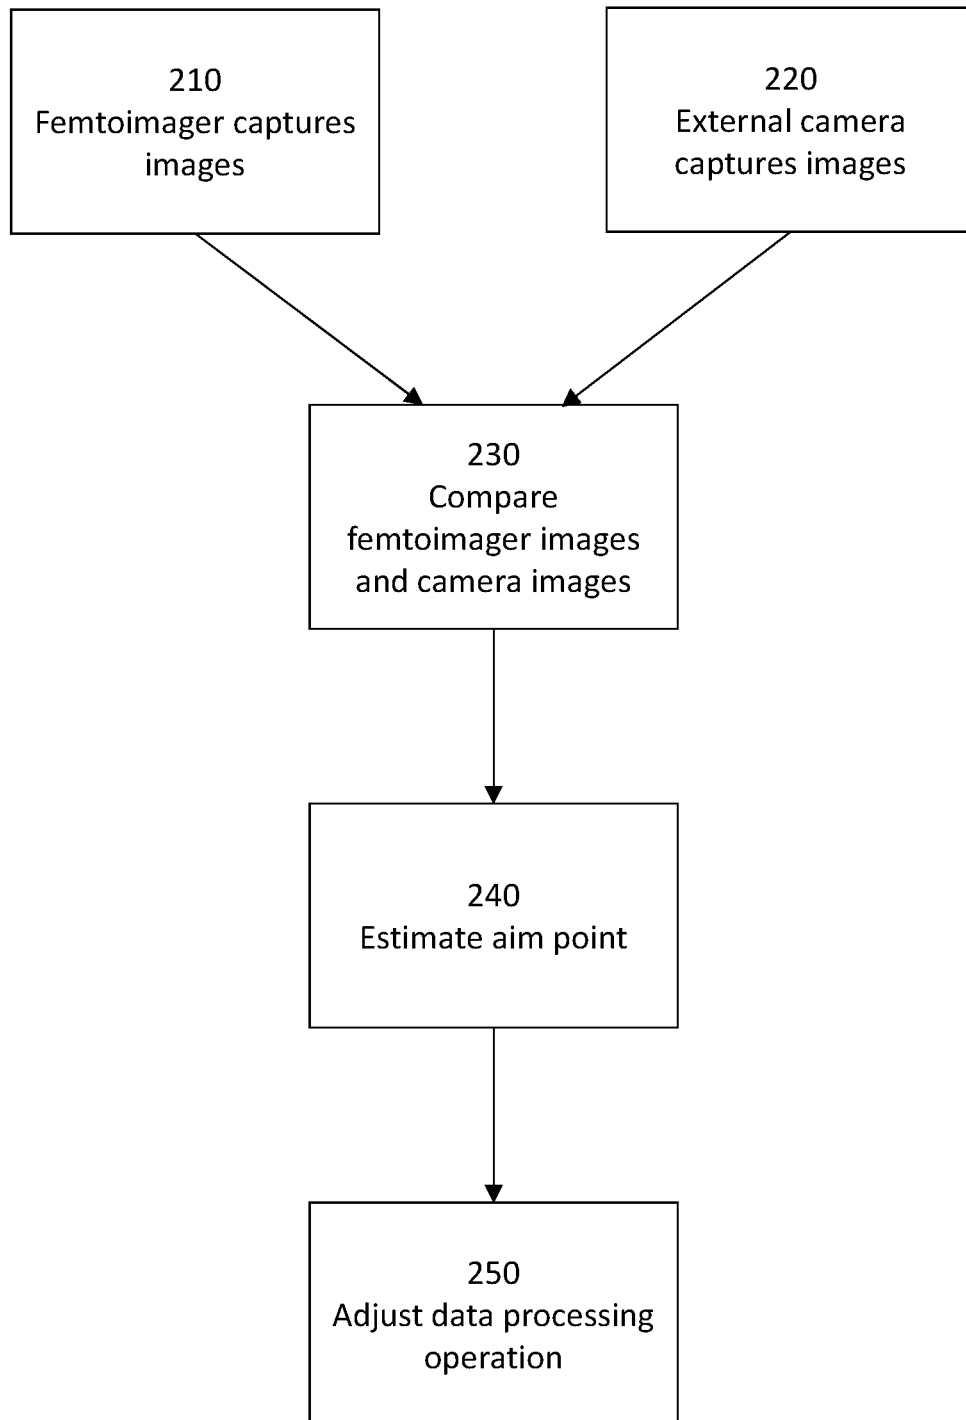 210
Femtoimager captures
images
220
External camera
captures images
230
Compare
femtoimager images
and camera images
240
Estimate aim point
250
Adjust data processing
operation